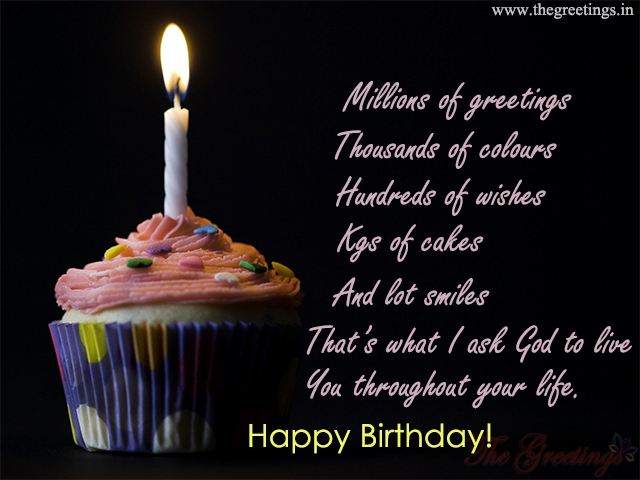 www.thegreetings.in
Millions of greetings
Thousands of colours
Hundreds of wishes
Kgs of cakes
And lot smiles
That's what I ask God to live
You throughout your life.
Happy Birthday!
The Greetings